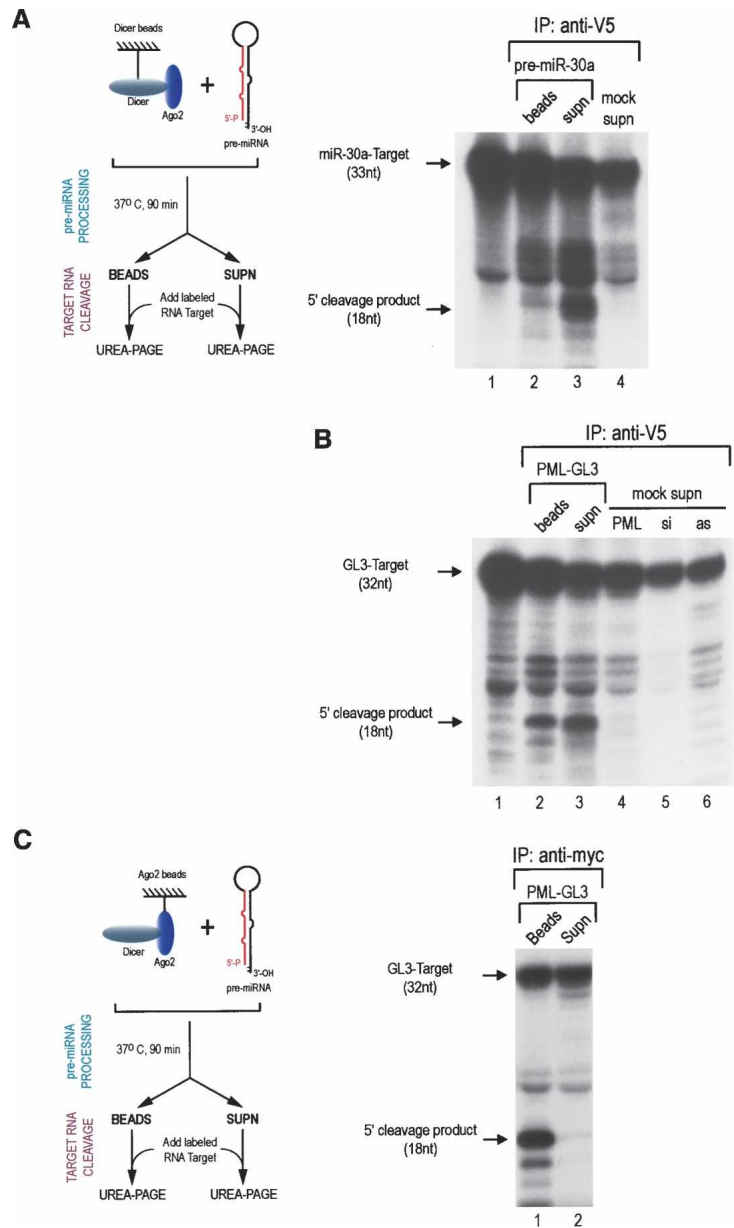 A
Dicer beads
Dicer
Ago2
+
5'-P
3'-OH
pre-miRNA
pre-miRNA
PROCESSING
37º C, 90 min
TARGET RNA
CLEAVAGE
BEADS
SUPN
Add labeled
RNA Target
UREA-PAGE
UREA-PAGE
IP: anti-V5
pre-miR-30a
beads
supn
mock
supn
miR-30a-Target
(33nt)
5' cleavage product
(18nt)
1 2 3 4
B
IP: anti-V5
PML-GL3
mock supn
beads
supn
PML si as
GL3-Target
(32nt)
5' cleavage product
(18nt)
1 2 3 4 5 6
C
Ago2 beads
Dicer
Ago2
+
5'-P
3'-OH
pre-miRNA
pre-miRNA
PROCESSING
37º C, 90 min
TARGET RNA
CLEAVAGE
BEADS
SUPN
Add labeled
RNA Target
UREA-PAGE
UREA-PAGE
IP: anti-myc
PML-GL3
Beads
Supn
GL3-Target
(32nt)
5' cleavage product
(18nt)
1 2